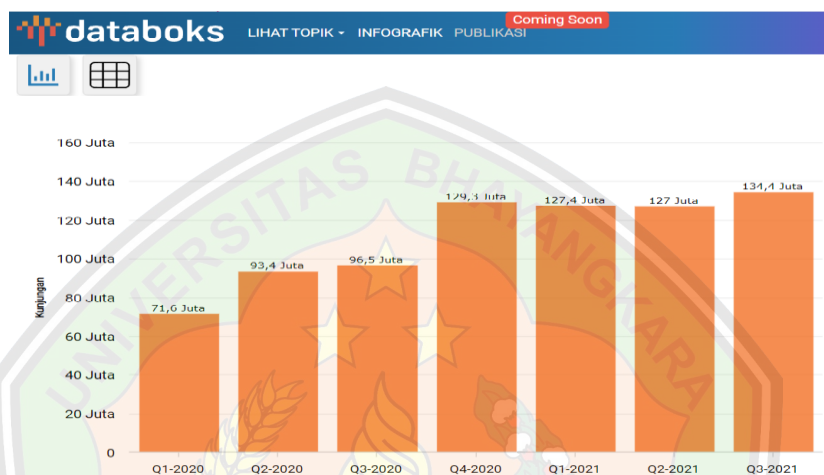 databoks LIHAT TOPIK INFOGRAFIK PUBLIKASI Coming Soon
160 Juta
140 Juta
120 Juta
100 Juta
80 Juta
60 Juta
40 Juta
20 Juta
0
Kunjungan
71,6 Juta
93,4 Juta
96,5 Juta
129,3 Juta
127,4 Juta
127 Juta
134,4 Juta
Q1-2020 Q2-2020 Q3-2020 Q4-2020 Q1-2021 Q2-2021 Q3-2021
UNIVERSITAS BHAYANGKARA